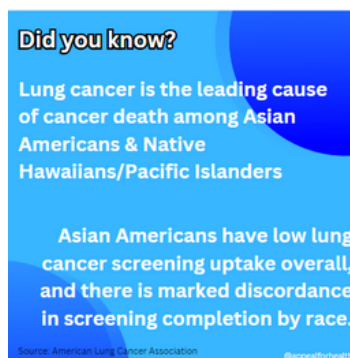 Did you know?
Lung cancer is the leading cause
of cancer death among Asian
Americans & Native
Hawaiians/Pacific Islanders
Asian Americans have low lung
cancer screening uptake overall,
and there is marked discordance
in screening completion by race.
Source: American Lung Cancer Association
@appealforhealth